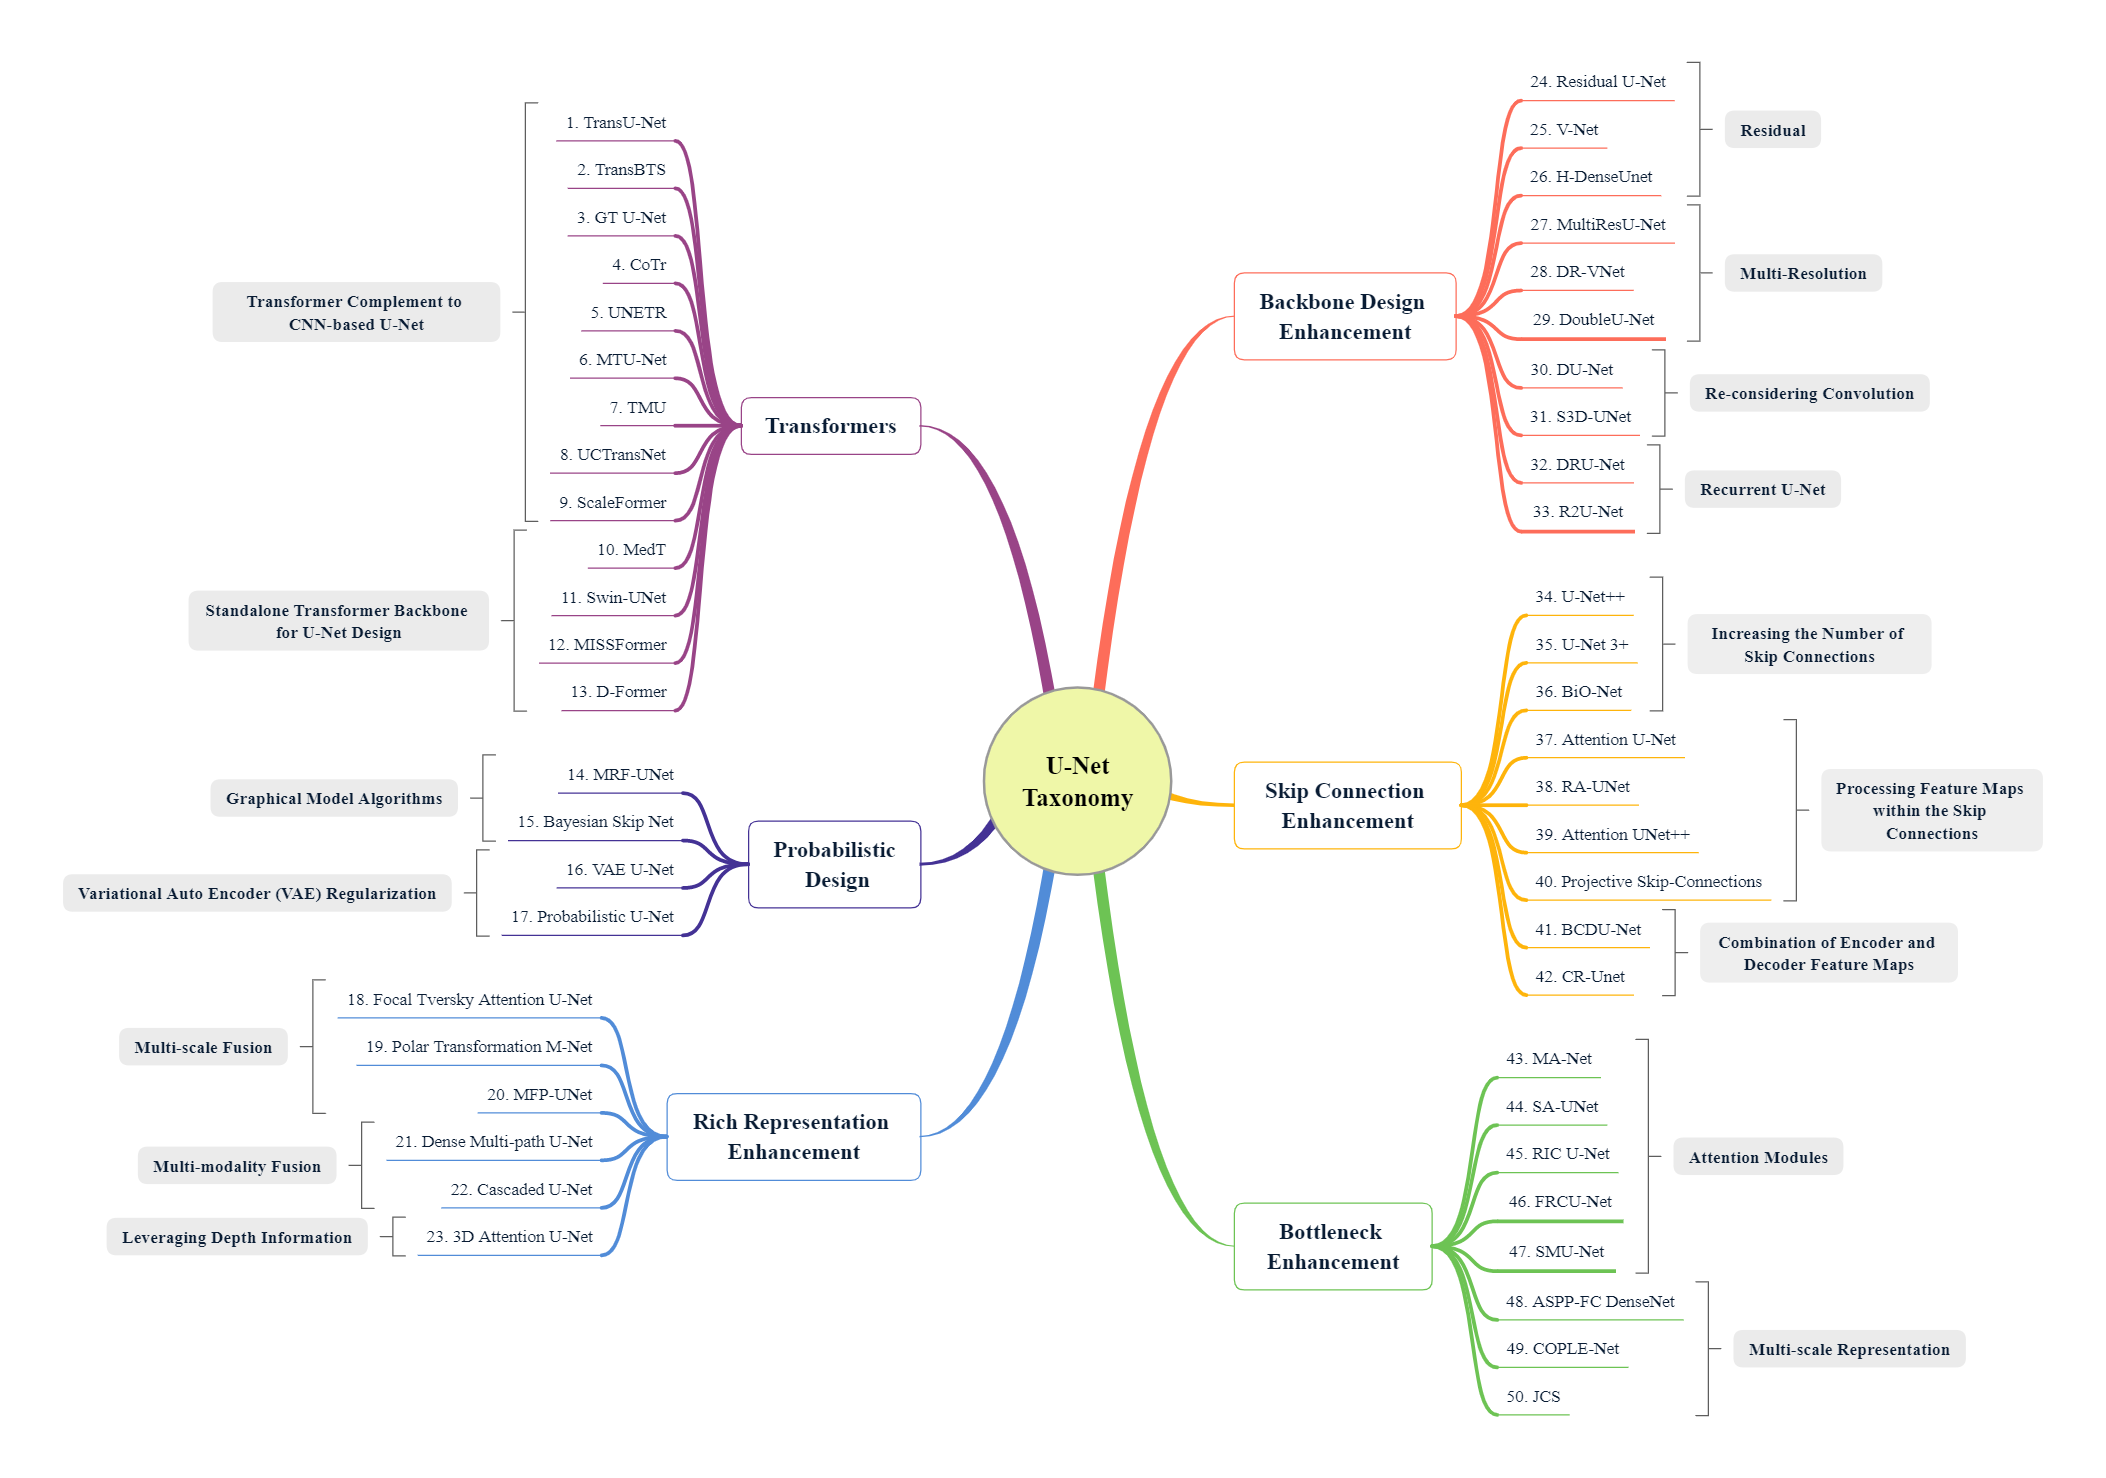 U-Net
Taxonomy
Transformers
1. TransU-Net
2. TransBTS
3. GT U-Net
4. CoTr
5. UNETR
6. MTU-Net
7. TMU
8. UCTransNet
9. ScaleFormer
Transformer Complement to
CNN-based U-Net
10. MedT
11. Swin-UNet
12. MISSFormer
13. D-Former
Standalone Transformer Backbone
for U-Net Design
Probabilistic
Design
14. MRF-UNet
15. Bayesian Skip Net
Graphical Model Algorithms
16. VAE U-Net
17. Probabilistic U-Net
Variational Auto Encoder (VAE) Regularization
Rich Representation
Enhancement
18. Focal Tversky Attention U-Net
19. Polar Transformation M-Net
20. MFP-UNet
Multi-scale Fusion
21. Dense Multi-path U-Net
22. Cascaded U-Net
Multi-modality Fusion
23. 3D Attention U-Net
Leveraging Depth Information
Backbone Design
Enhancement
24. Residual U-Net
25. V-Net
26. H-DenseUnet
Residual
27. MultiResU-Net
28. DR-VNet
29. DoubleU-Net
Multi-Resolution
30. DU-Net
31. S3D-UNet
Re-considering Convolution
32. DRU-Net
33. R2U-Net
Recurrent U-Net
Skip Connection
Enhancement
34. U-Net++
35. U-Net 3+
36. BiO-Net
Increasing the Number of
Skip Connections
37. Attention U-Net
38. RA-UNet
39. Attention UNet++
40. Projective Skip-Connections
Processing Feature Maps
within the Skip
Connections
41. BCDU-Net
42. CR-Unet
Combination of Encoder and
Decoder Feature Maps
Bottleneck
Enhancement
43. MA-Net
44. SA-UNet
45. RIC U-Net
46. FRCU-Net
47. SMU-Net
Attention Modules
48. ASPP-FC DenseNet
49. COPLE-Net
50. JCS
Multi-scale Representation